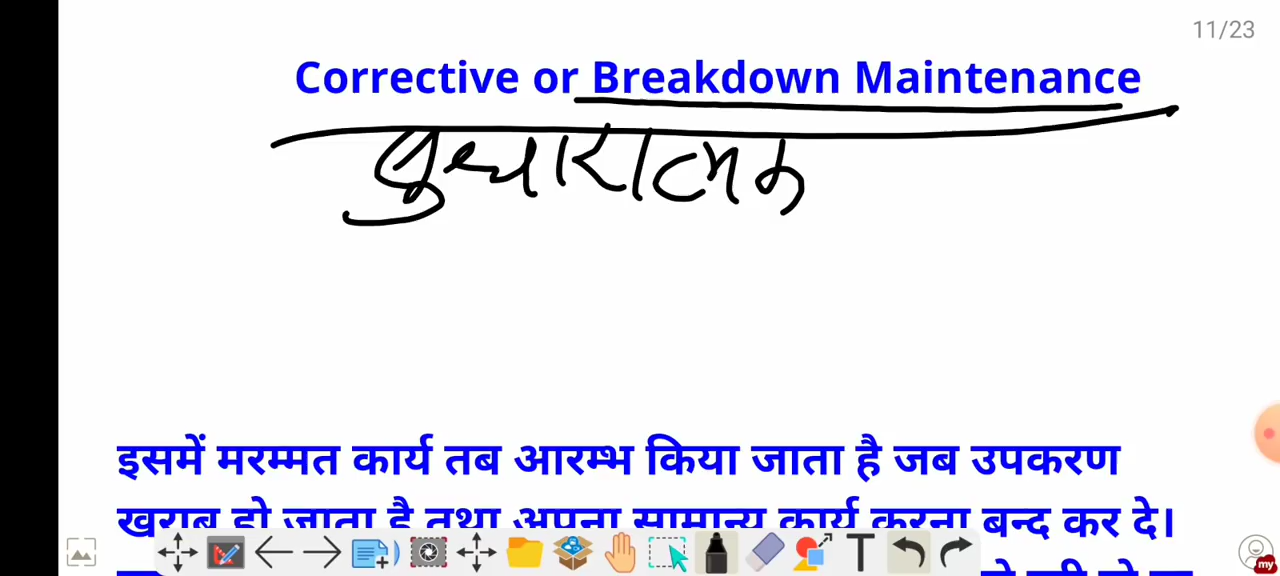 11/23
Corrective or Breakdown Maintenance
सुधारात्मक
इसमें मरम्मत कार्य तब आरम्भ किया जाता है जब उपकरण
खराब हो जाता है तथा अपना सामान्य कार्य करना बन्द कर दे।
T
my